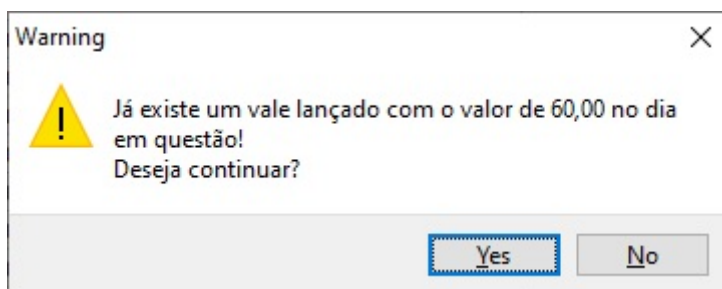 Warning
Já existe um vale lançado com o valor de 60,00 no dia
em questão!
Deseja continuar?
Yes
No